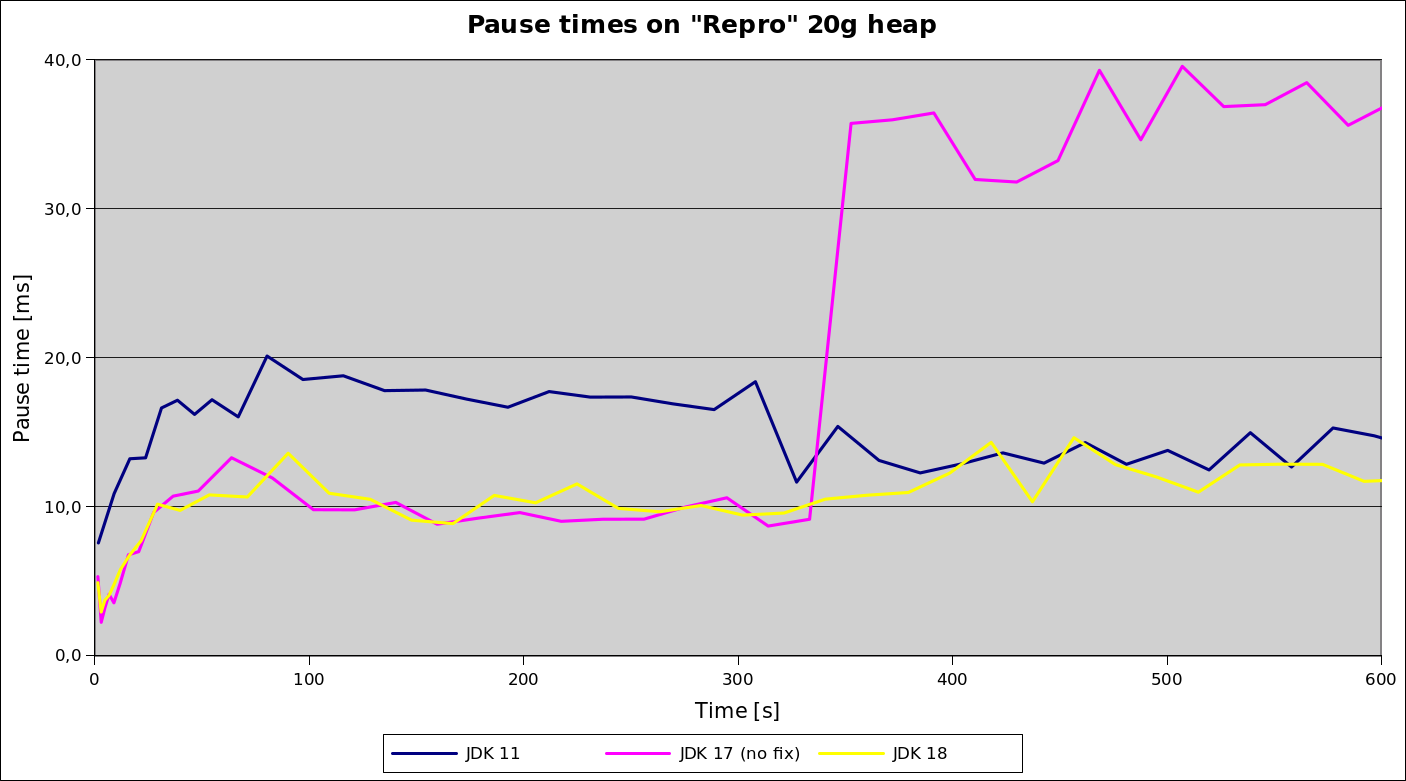 Pause times on "Repro" 20g heap
40,0
30,0
20,0
10,0
0,0
Pause time [ms]
0 100 200 300 400 500 600
Time [s]
JDK 11 JDK 17 (no fix) JDK 18